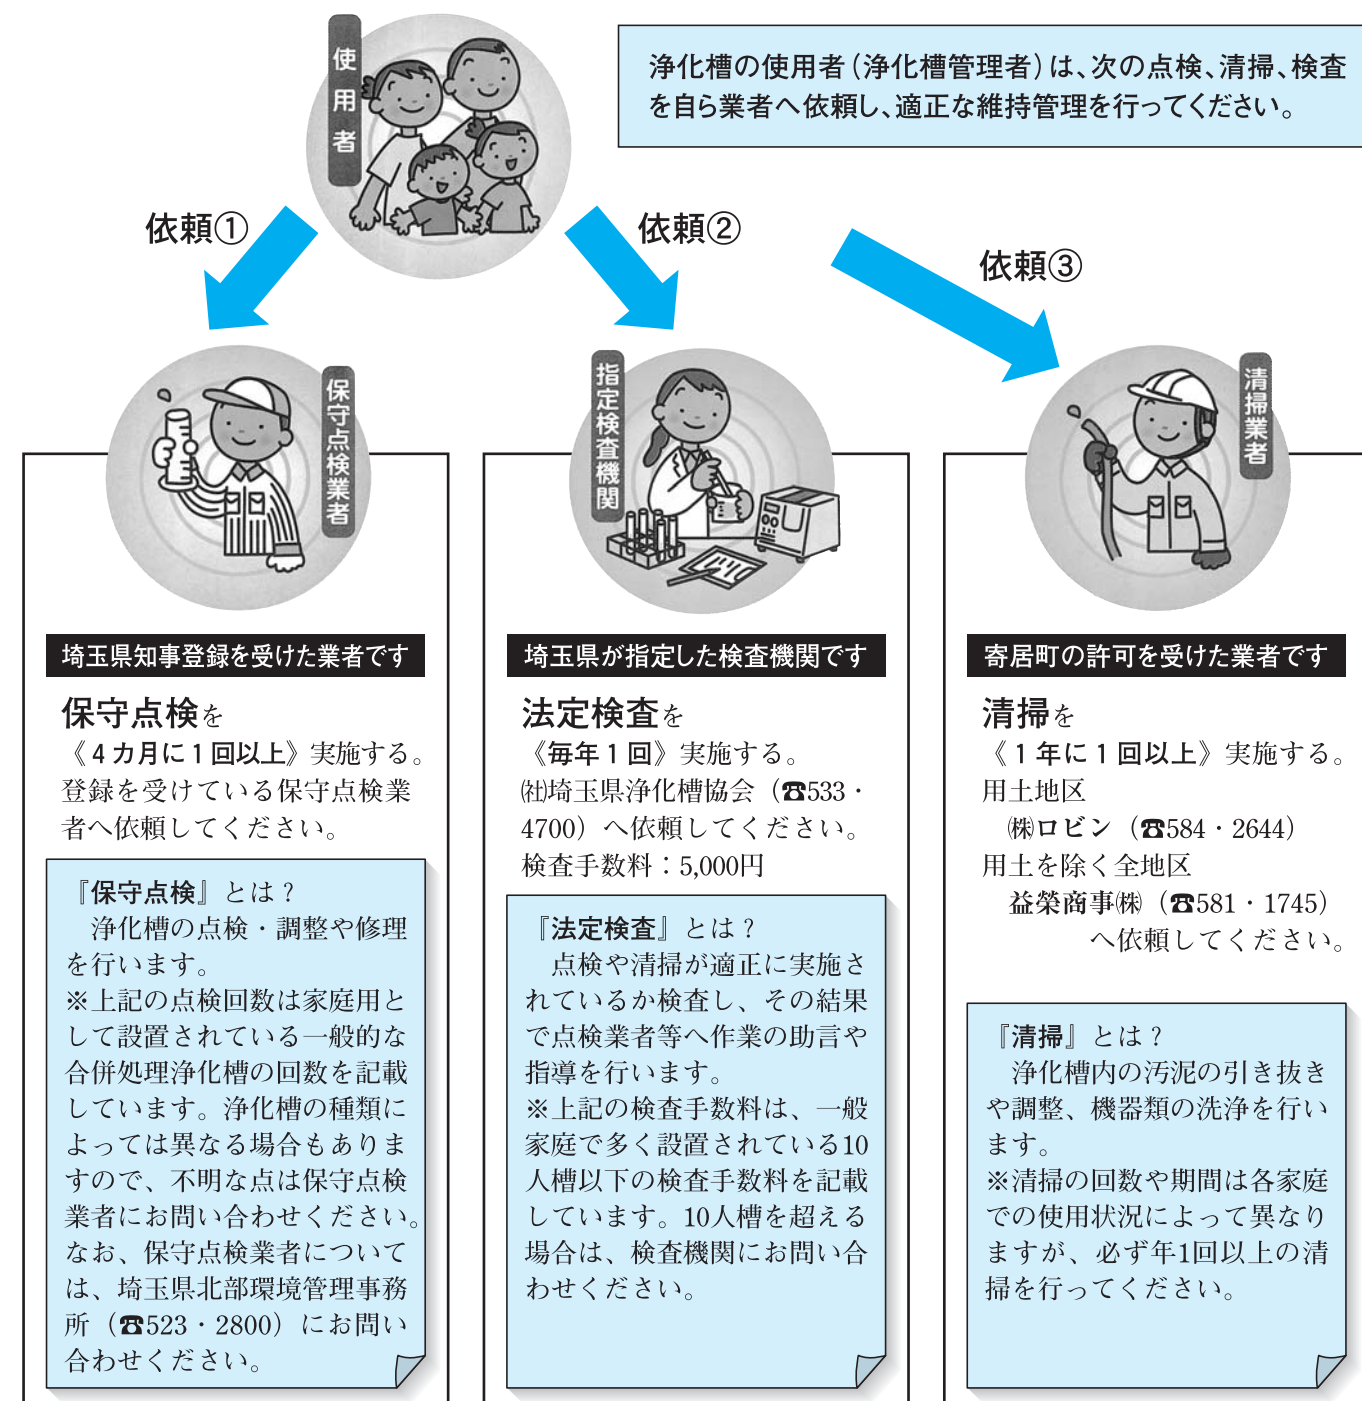 使用者
浄化槽の使用者(浄化槽管理者)は、次の点検、清掃、検査
を自ら業者へ依頼し、適正な維持管理を行ってください。
依頼①
依頼②
依頼③
保守点検業者
埼玉県知事登録を受けた業者です
保守点検を
《4カ月に1回以上》実施する。
登録を受けている保守点検業
者へ依頼してください。
『保守点検』とは?
浄化槽の点検・調整や修理
を行います。
※上記の点検回数は家庭用と
して設置されている一般的な
合併処理浄化槽の回数を記載
しています。浄化槽の種類に
よっては異なる場合もありま
すので、不明な点は保守点検
業者にお問い合わせください。
なお、保守点検業者について
は、埼玉県北部環境管理事務
所(☎523・2800)にお問い
合わせください。
指定検査機関
埼玉県が指定した検査機関です
法定検査を
《毎年1回》実施する。
㈳埼玉県浄化槽協会(☎533・
4700)へ依頼してください。
検査手数料:5,000円
『法定検査』とは?
点検や清掃が適正に実施さ
れているか検査し、その結果
で点検業者等へ作業の助言や
指導を行います。
※上記の検査手数料は、一般
家庭で多く設置されている10
人槽以下の検査手数料を記載
しています。10人槽を超える
場合は、検査機関にお問い合
わせください。
清掃業者
寄居町の許可を受けた業者です
清掃を
《1年に1回以上》実施する。
用土地区
㈱ロビン(☎584・2644)
用土を除く全地区
益榮商事㈱(☎581・1745)
へ依頼してください。
『清掃』とは?
浄化槽内の汚泥の引き抜き
や調整、機器類の洗浄を行い
ます。
※清掃の回数や期間は各家庭
での使用状況によって異なり
ますが、必ず年1回以上の清
掃を行ってください。